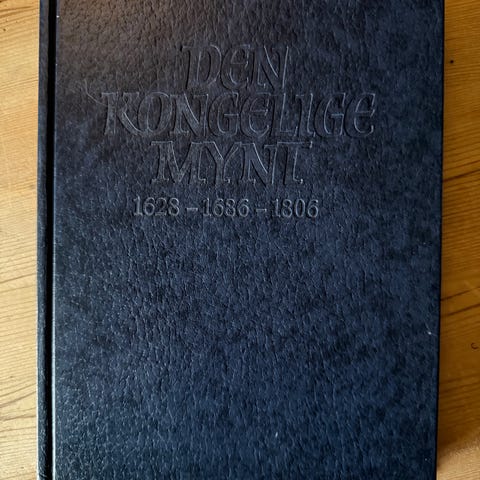 DEN
KONGELIGE
MYNT
1628 – 1686 – 1806